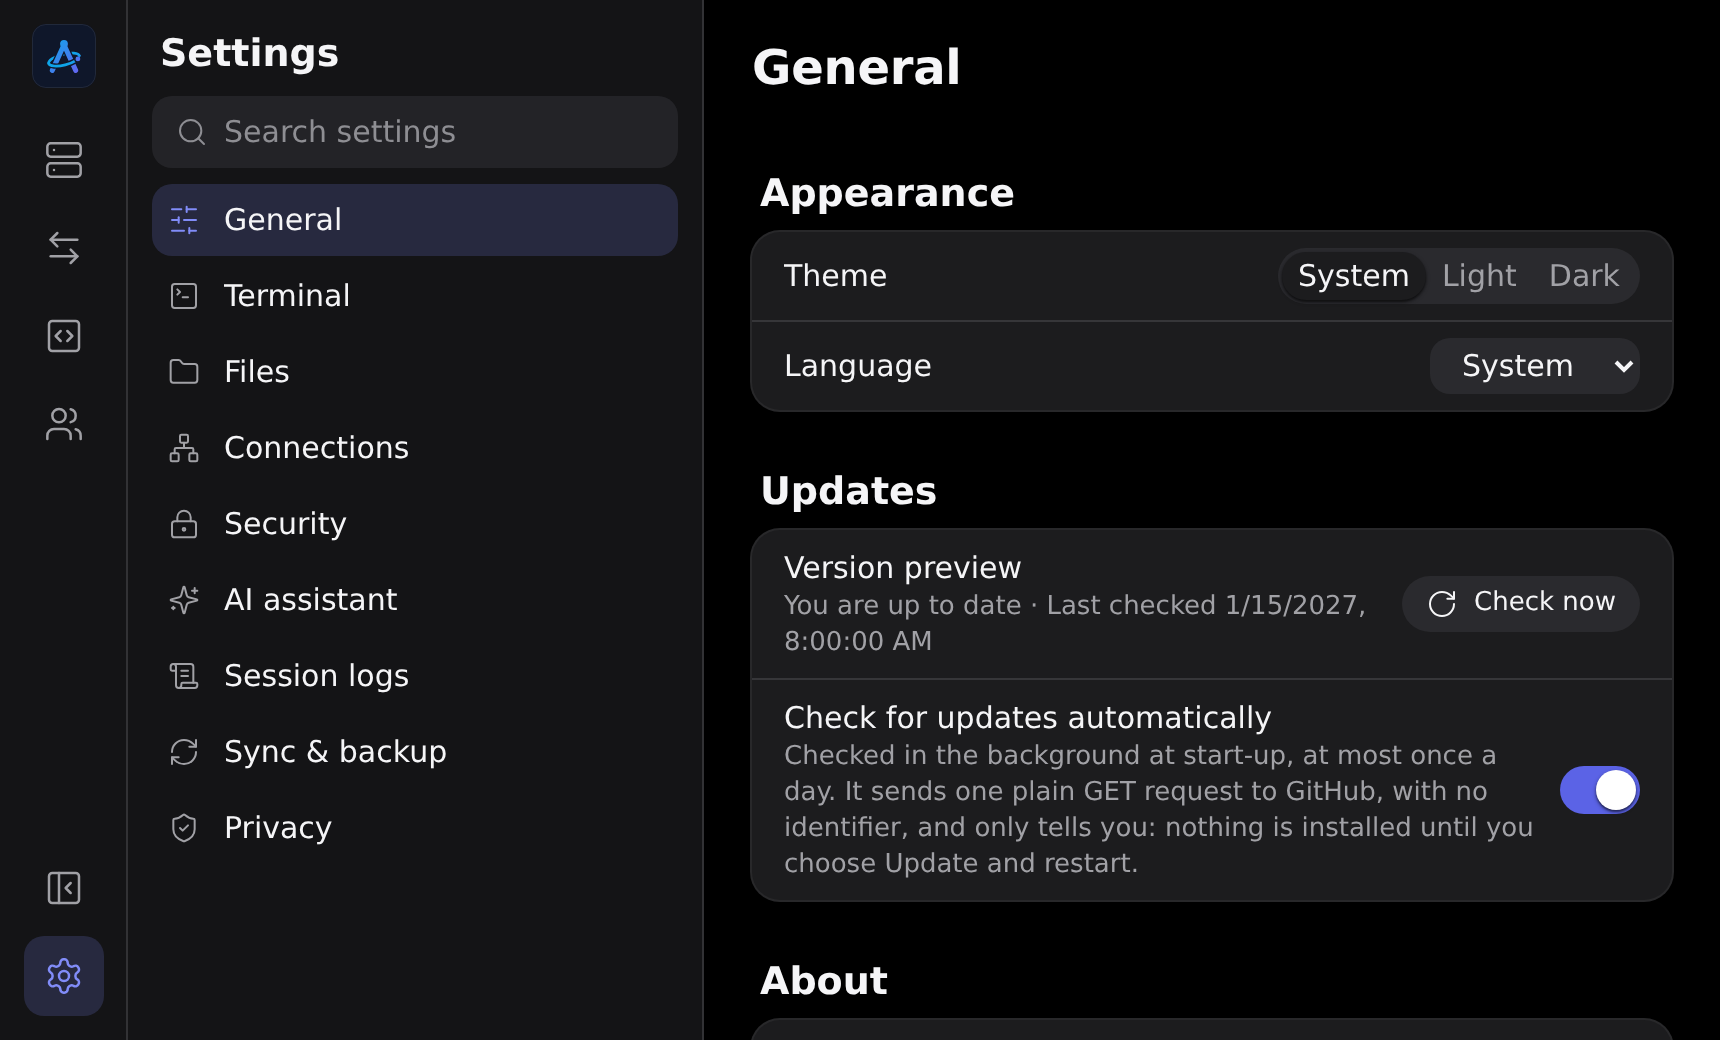 Settings
Search settings
General
Terminal
Files
Connections
Security
AI assistant
Session logs
Sync & backup
Privacy
General
Appearance
Theme
System Light Dark
Language
System
Updates
Version preview
You are up to date · Last checked 1/15/2027,
8:00:00 AM
Check now
Check for updates automatically
Checked in the background at start-up, at most once a
day. It sends one plain GET request to GitHub, with no
identifier, and only tells you: nothing is installed until you
choose Update and restart.
About